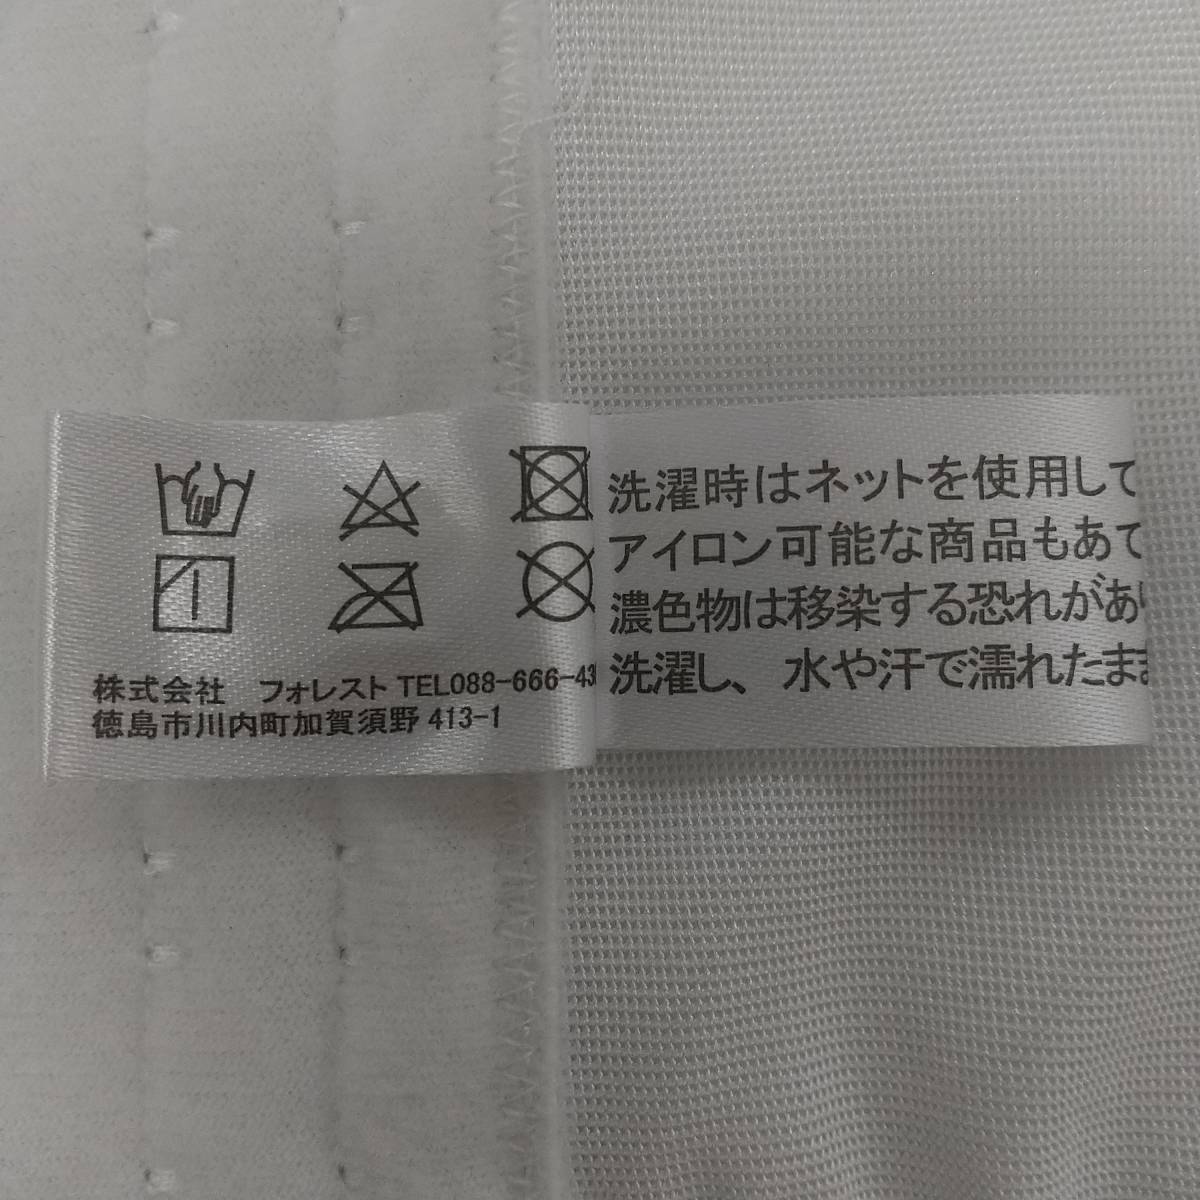 株式会社 フォレスト TEL088-666-43
徳島市川内町加賀須野 413-1
洗濯時はネットを使用して
アイロン可能な商品もあて
濃色物は移染する恐れがあ
洗濯し、水や汗で濡れたまま